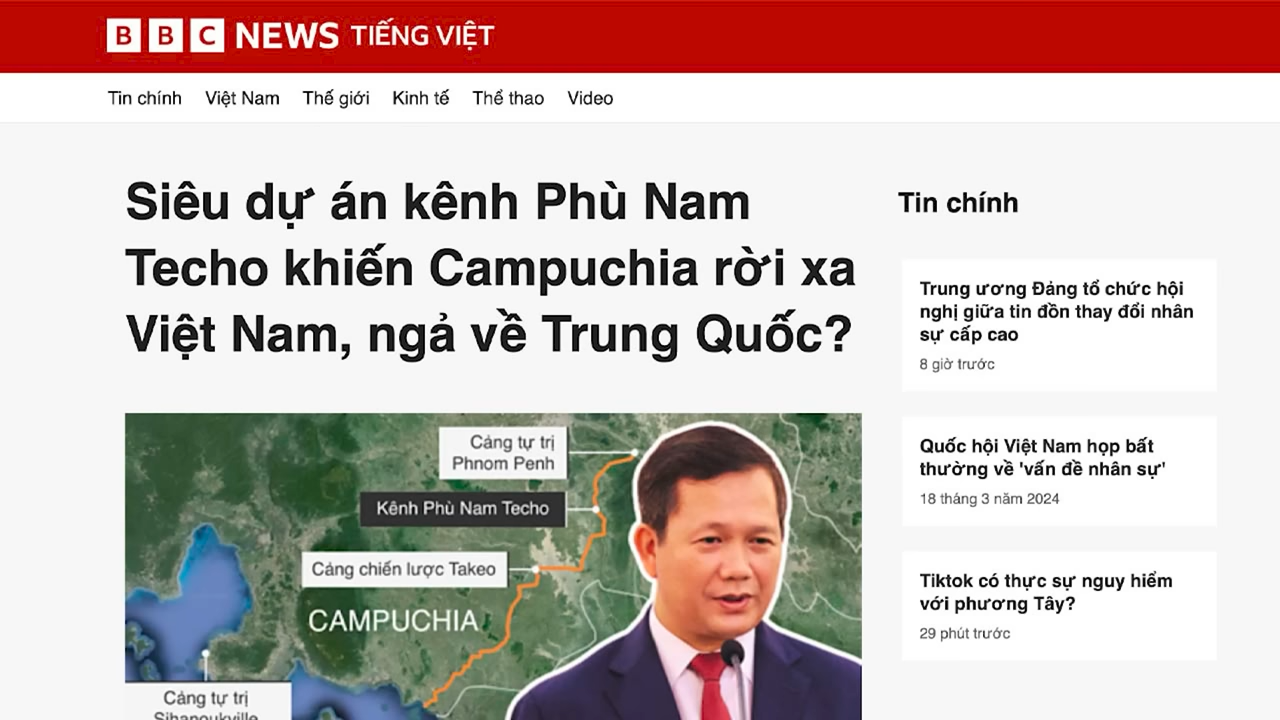 BBC NEWS TIẾNG VIỆT
Tin chính Việt Nam Thế giới Kinh tế Thể thao Video
Siêu dự án kênh Phù Nam
Techo khiến Campuchia rời xa
Việt Nam, ngả về Trung Quốc?
Cảng tự trị
Phnom Penh
Kênh Phù Nam Techo
Cảng chiến lược Takeo
CAMPUCHIA
Cảng tự trị
Sihanoukville
Tin chính
Trung ương Đảng tổ chức hội
nghị giữa tin đồn thay đổi nhân
sự cấp cao
8 giờ trước
Quốc hội Việt Nam họp bất
thường về 'vấn đề nhân sự'
18 tháng 3 năm 2024
Tiktok có thực sự nguy hiểm
với phương Tây?
29 phút trước